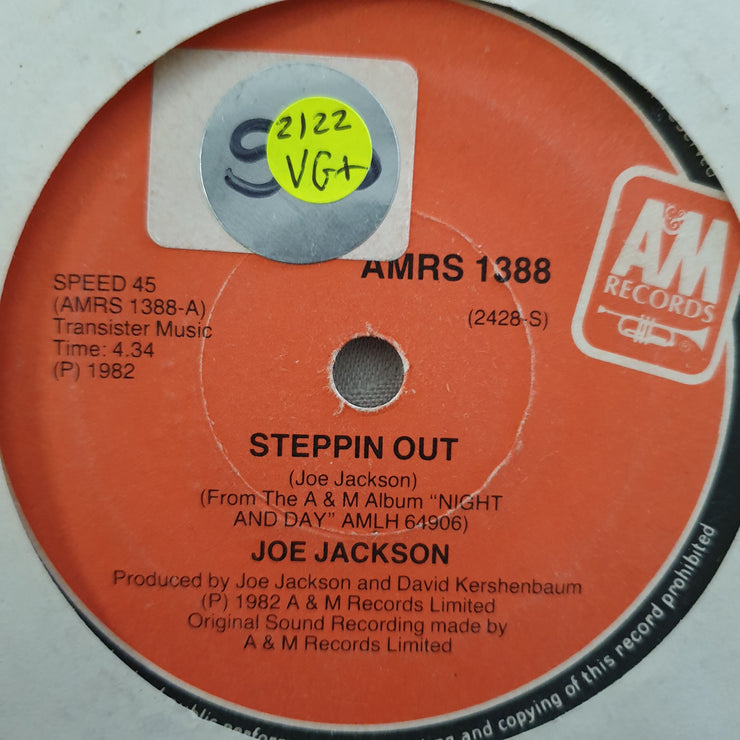 2122
VG+
AMRS 1388
(2428-S)
A&M
RECORDS
SPEED 45
(AMRS 1388-A)
Transister Music
Time: 4.34
(P) 1982
STEPPIN OUT
(Joe Jackson)
(From The A & M Album “NIGHT
AND DAY” AMLH 64906)
JOE JACKSON
Produced by Joe Jackson and David Kershenbaum
(P) 1982 A & M Records Limited
Original Sound Recording made by
A & M Records Limited
and copying of this record prohibited